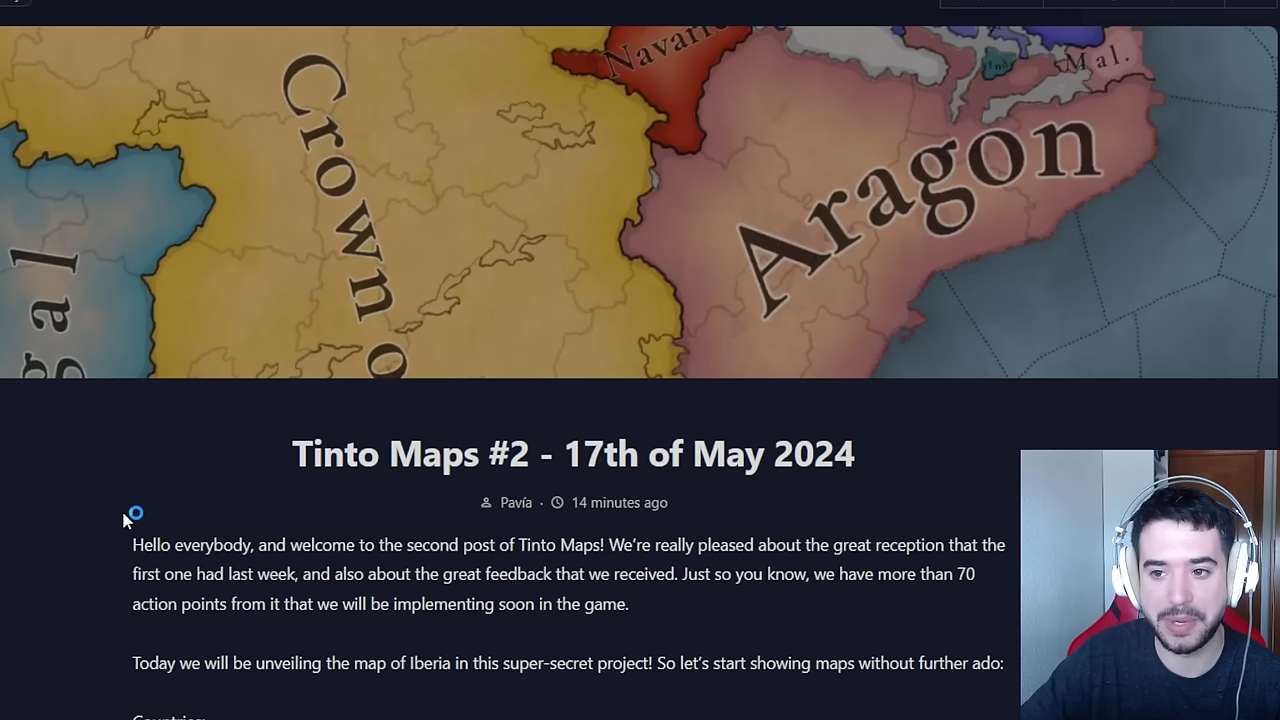 Navarr
Mal.
Crown o
Aragon
gal
Tinto Maps #2 - 17th of May 2024
Pavía · 14 minutes ago
Hello everybody, and welcome to the second post of Tinto Maps! We’re really pleased about the great reception that the
first one had last week, and also about the great feedback that we received. Just so you know, we have more than 70
action points from it that we will be implementing soon in the game.
Today we will be unveiling the map of Iberia in this super-secret project! So let’s start showing maps without further ado:
Countries: